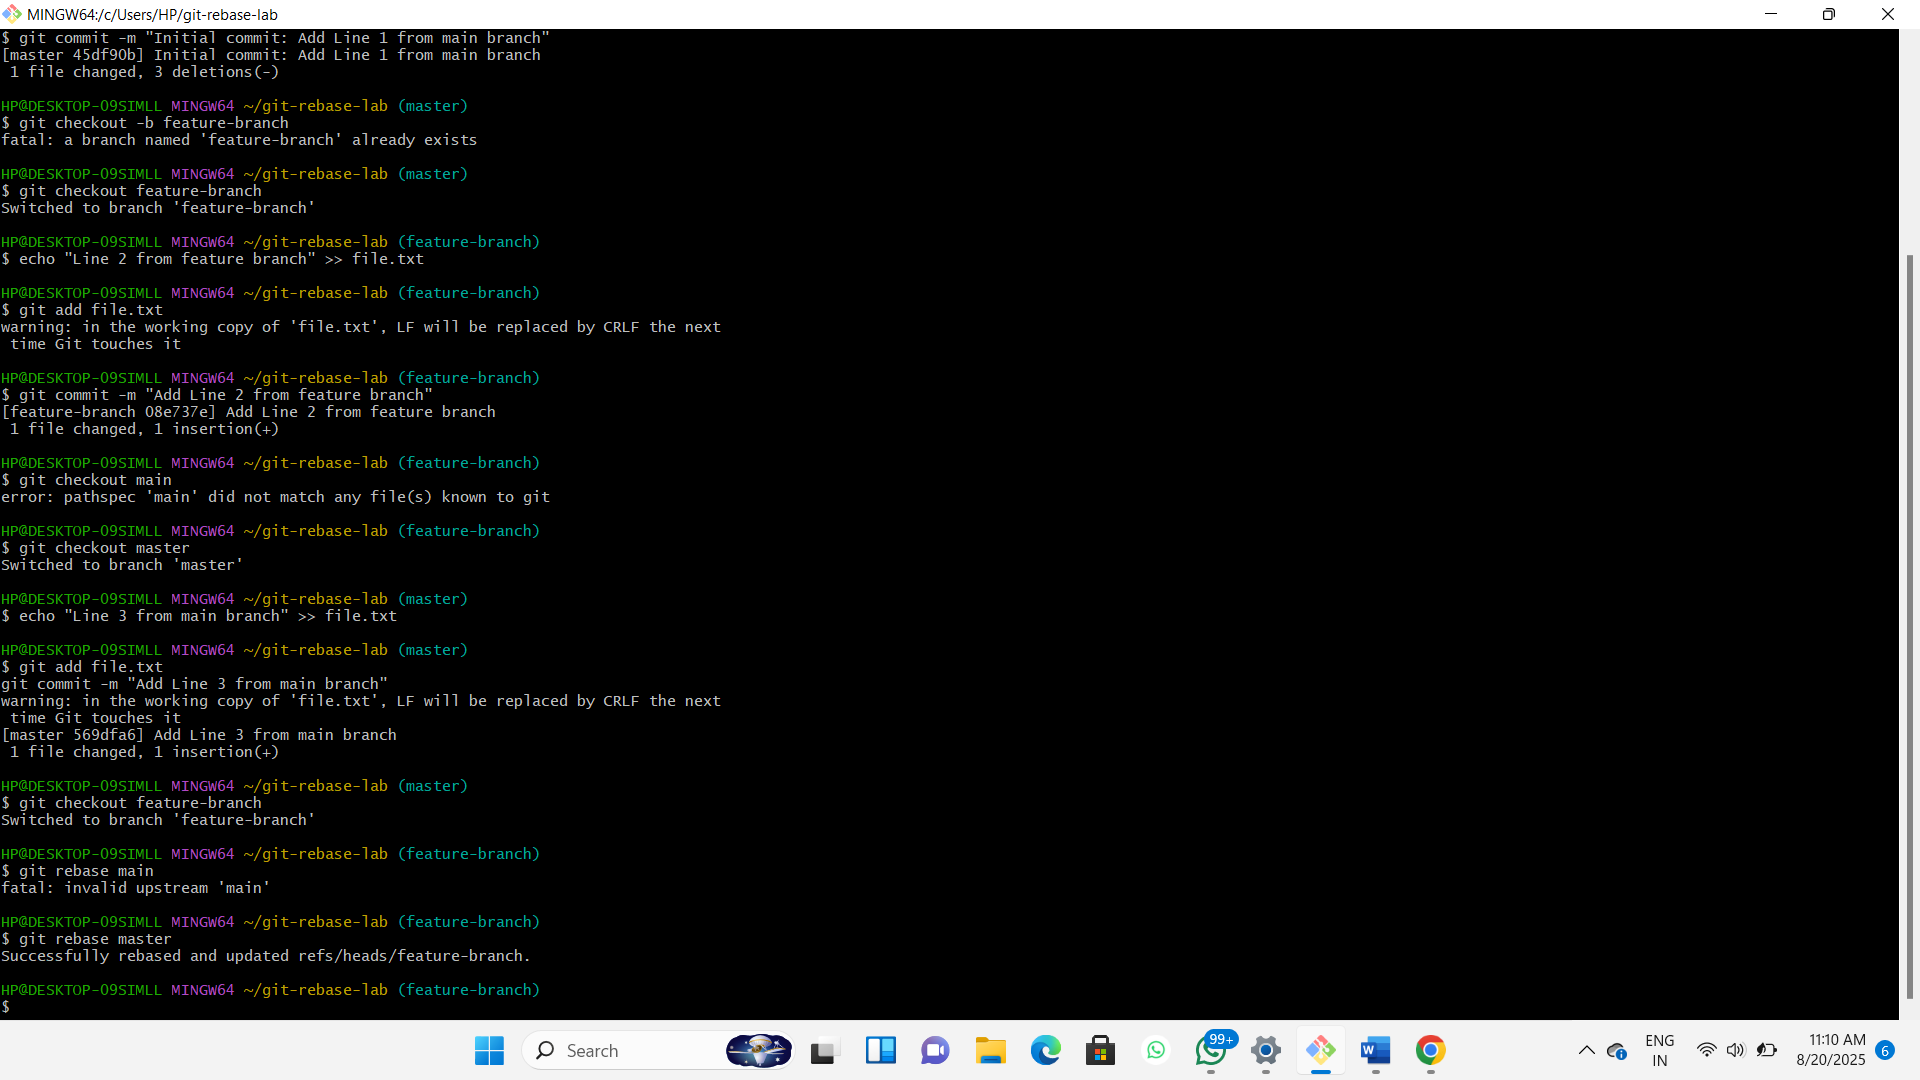 MINGW64:/c/Users/HP/git-rebase-lab
$ git commit -m "Initial commit: Add Line 1 from main branch"
[master 45df90b] Initial commit: Add Line 1 from main branch
 1 file changed, 3 deletions(-)
HP@DESKTOP-O9SIMLL MINGW64 ~/git-rebase-lab (master)
$ git checkout -b feature-branch
fatal: a branch named 'feature-branch' already exists
HP@DESKTOP-O9SIMLL MINGW64 ~/git-rebase-lab (master)
$ git checkout feature-branch
Switched to branch 'feature-branch'
HP@DESKTOP-O9SIMLL MINGW64 ~/git-rebase-lab (feature-branch)
$ echo "Line 2 from feature branch" >> file.txt
HP@DESKTOP-O9SIMLL MINGW64 ~/git-rebase-lab (feature-branch)
$ git add file.txt
warning: in the working copy of 'file.txt', LF will be replaced by CRLF the next
 time Git touches it
HP@DESKTOP-O9SIMLL MINGW64 ~/git-rebase-lab (feature-branch)
$ git commit -m "Add Line 2 from feature branch"
[feature-branch 08e737e] Add Line 2 from feature branch
 1 file changed, 1 insertion(+)
HP@DESKTOP-O9SIMLL MINGW64 ~/git-rebase-lab (feature-branch)
$ git checkout main
error: pathspec 'main' did not match any file(s) known to git
HP@DESKTOP-O9SIMLL MINGW64 ~/git-rebase-lab (feature-branch)
$ git checkout master
Switched to branch 'master'
HP@DESKTOP-O9SIMLL MINGW64 ~/git-rebase-lab (master)
$ echo "Line 3 from main branch" >> file.txt
HP@DESKTOP-O9SIMLL MINGW64 ~/git-rebase-lab (master)
$ git add file.txt
git commit -m "Add Line 3 from main branch"
warning: in the working copy of 'file.txt', LF will be replaced by CRLF the next
 time Git touches it
[master 569dfa6] Add Line 3 from main branch
 1 file changed, 1 insertion(+)
HP@DESKTOP-O9SIMLL MINGW64 ~/git-rebase-lab (master)
$ git checkout feature-branch
Switched to branch 'feature-branch'
HP@DESKTOP-O9SIMLL MINGW64 ~/git-rebase-lab (feature-branch)
$ git rebase main
fatal: invalid upstream 'main'
HP@DESKTOP-O9SIMLL MINGW64 ~/git-rebase-lab (feature-branch)
$ git rebase master
Successfully rebased and updated refs/heads/feature-branch.
HP@DESKTOP-O9SIMLL MINGW64 ~/git-rebase-lab (feature-branch)
$
Search
99+
W
ENG
IN
11:10 AM
8/20/2025
6